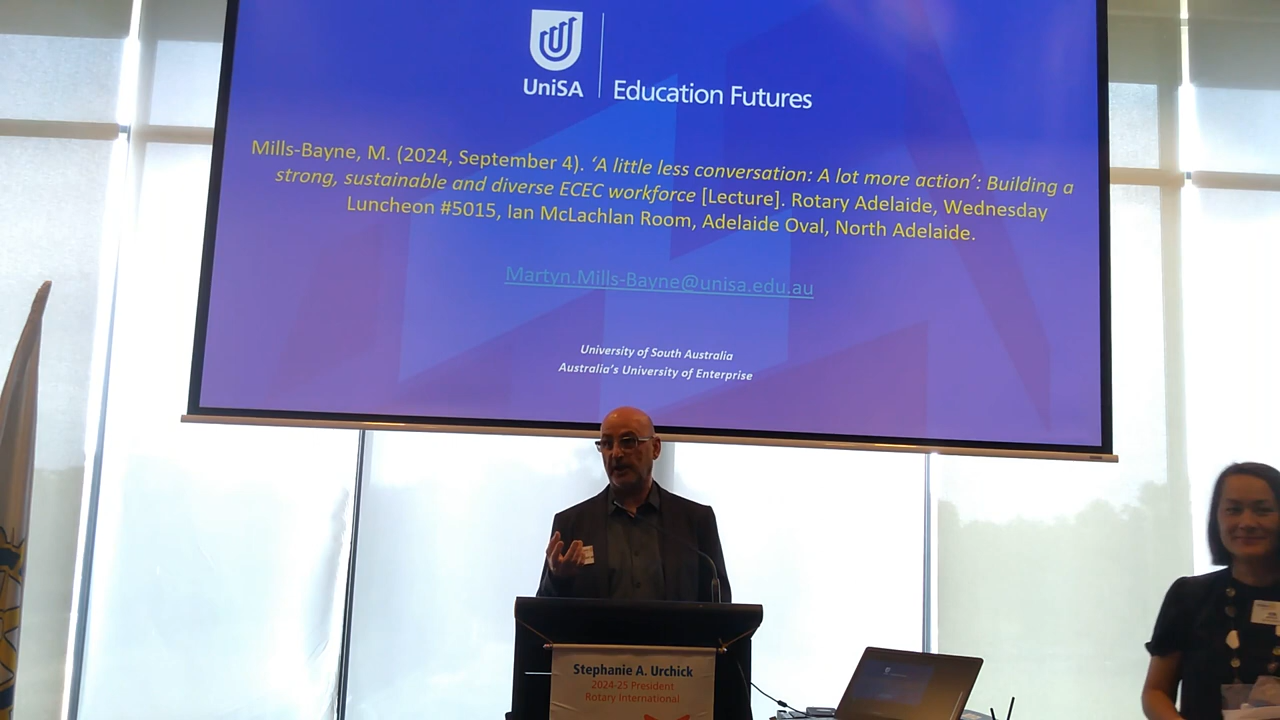 UniSA
Education Futures
Mills-Bayne, M. (2024, September 4). ‘A little less conversation: A lot more action’: Building a
strong, sustainable and diverse ECEC workforce [Lecture]. Rotary Adelaide, Wednesday
Luncheon #5015, Ian McLachlan Room, Adelaide Oval, North Adelaide.
Martyn.Mills-Bayne@unisa.edu.au
University of South Australia
Australia’s University of Enterprise
Stephanie A. Urchick
2024-25 President
Rotary International